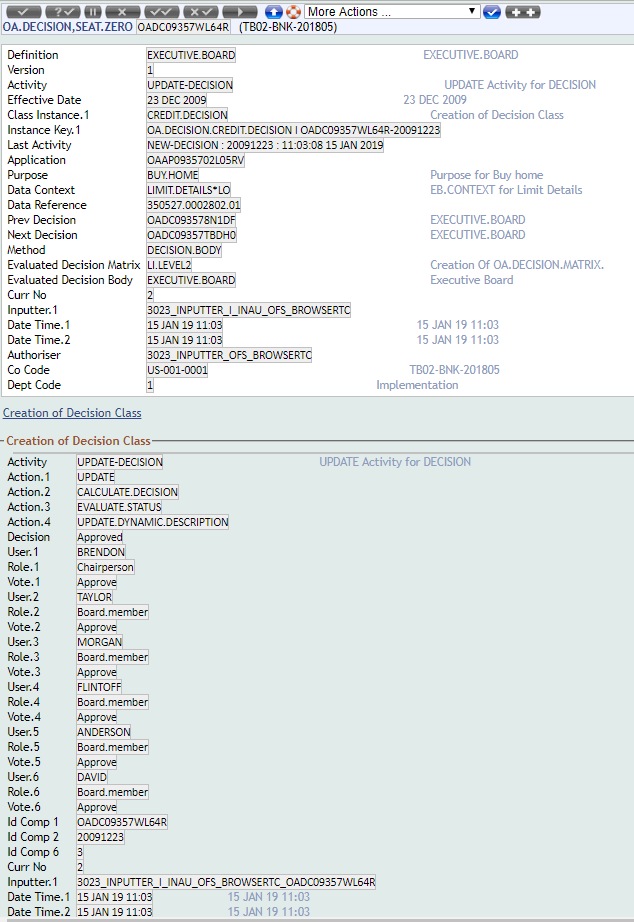 More Actions ...
OA.DECISION,SEAT.ZERO OADC09357WL64R (TB02-BNK-201805)
Definition EXECUTIVE.BOARD EXECUTIVE.BOARD
Version 1
Activity UPDATE-DECISION UPDATE Activity for DECISION
Effective Date 23 DEC 2009 23 DEC 2009
Class Instance.1 CREDIT.DECISION Creation of Decision Class
Instance Key.1 OA.DECISION.CREDIT.DECISION I OADC09357WL64R-20091223
Last Activity NEW-DECISION : 20091223 : 11:03:08 15 JAN 2019
Application OAAP0935702L05RV
Purpose BUY.HOME Purpose for Buy home
Data Context LIMIT.DETAILS*LO EB.CONTEXT for Limit Details
Data Reference 350527.0002802.01
Prev Decision OADC093578N1DF EXECUTIVE.BOARD
Next Decision OADC09357TBDH0 EXECUTIVE.BOARD
Method DECISION.BODY
Evaluated Decision Matrix LI.LEVEL2 Creation Of OA.DECISION.MATRIX.
Evaluated Decision Body EXECUTIVE.BOARD Executive Board
Curr No 2
Inputter.1 3023_INPUTTER_I_INAU_OFS_BROWSERTC
Date Time.1 15 JAN 19 11:03 15 JAN 19 11:03
Date Time.2 15 JAN 19 11:03 15 JAN 19 11:03
Authoriser 3023_INPUTTER_OFS_BROWSERTC
Co Code US-001-0001 TB02-BNK-201805
Dept Code 1 Implementation
Creation of Decision Class
Creation of Decision Class
Activity UPDATE-DECISION UPDATE Activity for DECISION
Action.1 UPDATE
Action.2 CALCULATE.DECISION
Action.3 EVALUATE.STATUS
Action.4 UPDATE.DYNAMIC.DESCRIPTION
Decision Approved
User.1 BRENDON
Role.1 Chairperson
Vote.1 Approve
User.2 TAYLOR
Role.2 Board.member
Vote.2 Approve
User.3 MORGAN
Role.3 Board.member
Vote.3 Approve
User.4 FLINTOFF
Role.4 Board.member
Vote.4 Approve
User.5 ANDERSON
Role.5 Board.member
Vote.5 Approve
User.6 DAVID
Role.6 Board.member
Vote.6 Approve
Id Comp 1 OADC09357WL64R
Id Comp 2 20091223
Id Comp 6 3
Curr No 2
Inputter.1 3023_INPUTTER_I_INAU_OFS_BROWSERTC_OADC09357WL64R
Date Time.1 15 JAN 19 11:03 15 JAN 19 11:03
Date Time.2 15 JAN 19 11:03 15 JAN 19 11:03